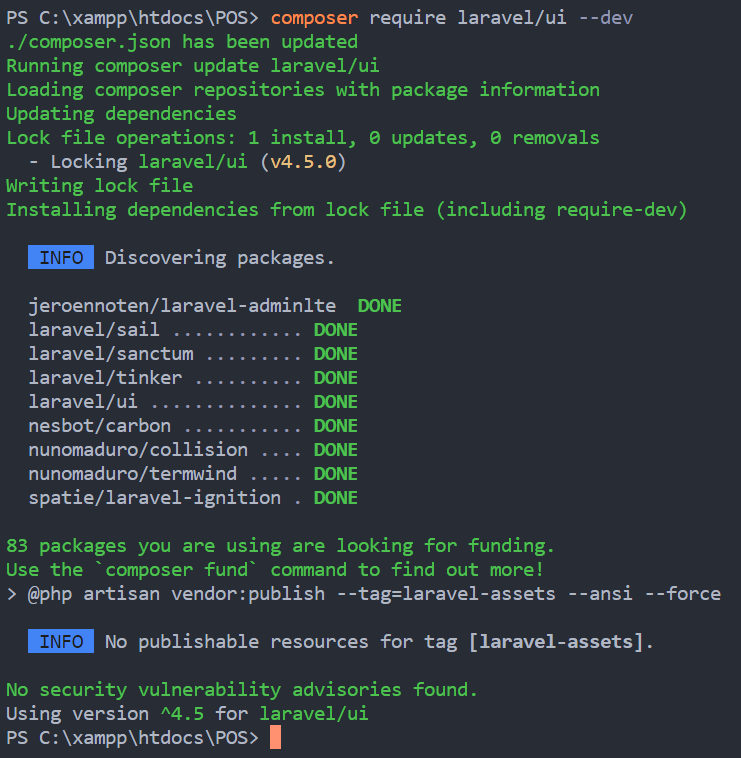 PS C:\xampp\htdocs\POS> composer require laravel/ui --dev
./composer.json has been updated
Running composer update laravel/ui
Loading composer repositories with package information
Updating dependencies
Lock file operations: 1 install, 0 updates, 0 removals
  - Locking laravel/ui (v4.5.0)
Writing lock file
Installing dependencies from lock file (including require-dev)
INFO Discovering packages.
jeroennoten/laravel-adminlte DONE
laravel/sail ............ DONE
laravel/sanctum ......... DONE
laravel/tinker .......... DONE
laravel/ui .............. DONE
nesbot/carbon ........... DONE
nunomaduro/collision .... DONE
nunomaduro/termwind ..... DONE
spatie/laravel-ignition . DONE
83 packages you are using are looking for funding.
Use the `composer fund` command to find out more!
> @php artisan vendor:publish --tag=laravel-assets --ansi --force
INFO No publishable resources for tag [laravel-assets].
No security vulnerability advisories found.
Using version ^4.5 for laravel/ui
PS C:\xampp\htdocs\POS>